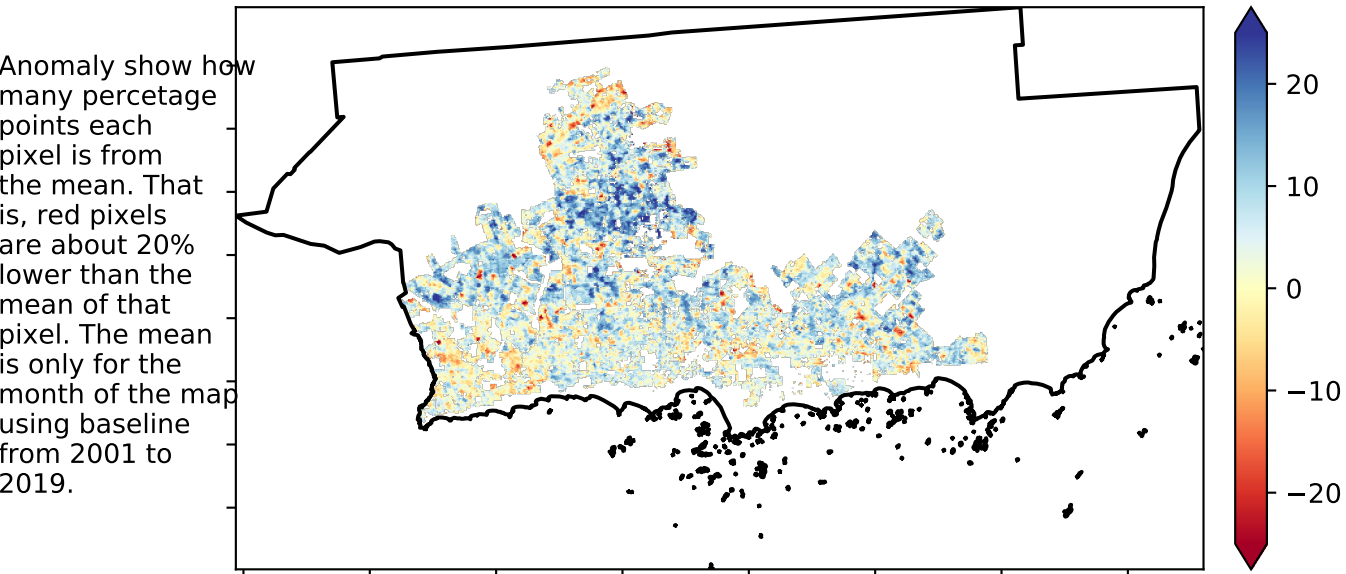 Anomaly show how
many percetage
points each
pixel is from
the mean. That
is, red pixels
are about 20%
lower than the
mean of that
pixel. The mean
is only for the
month of the map
using baseline
from 2001 to
2019.
20
10
0
−10
−20